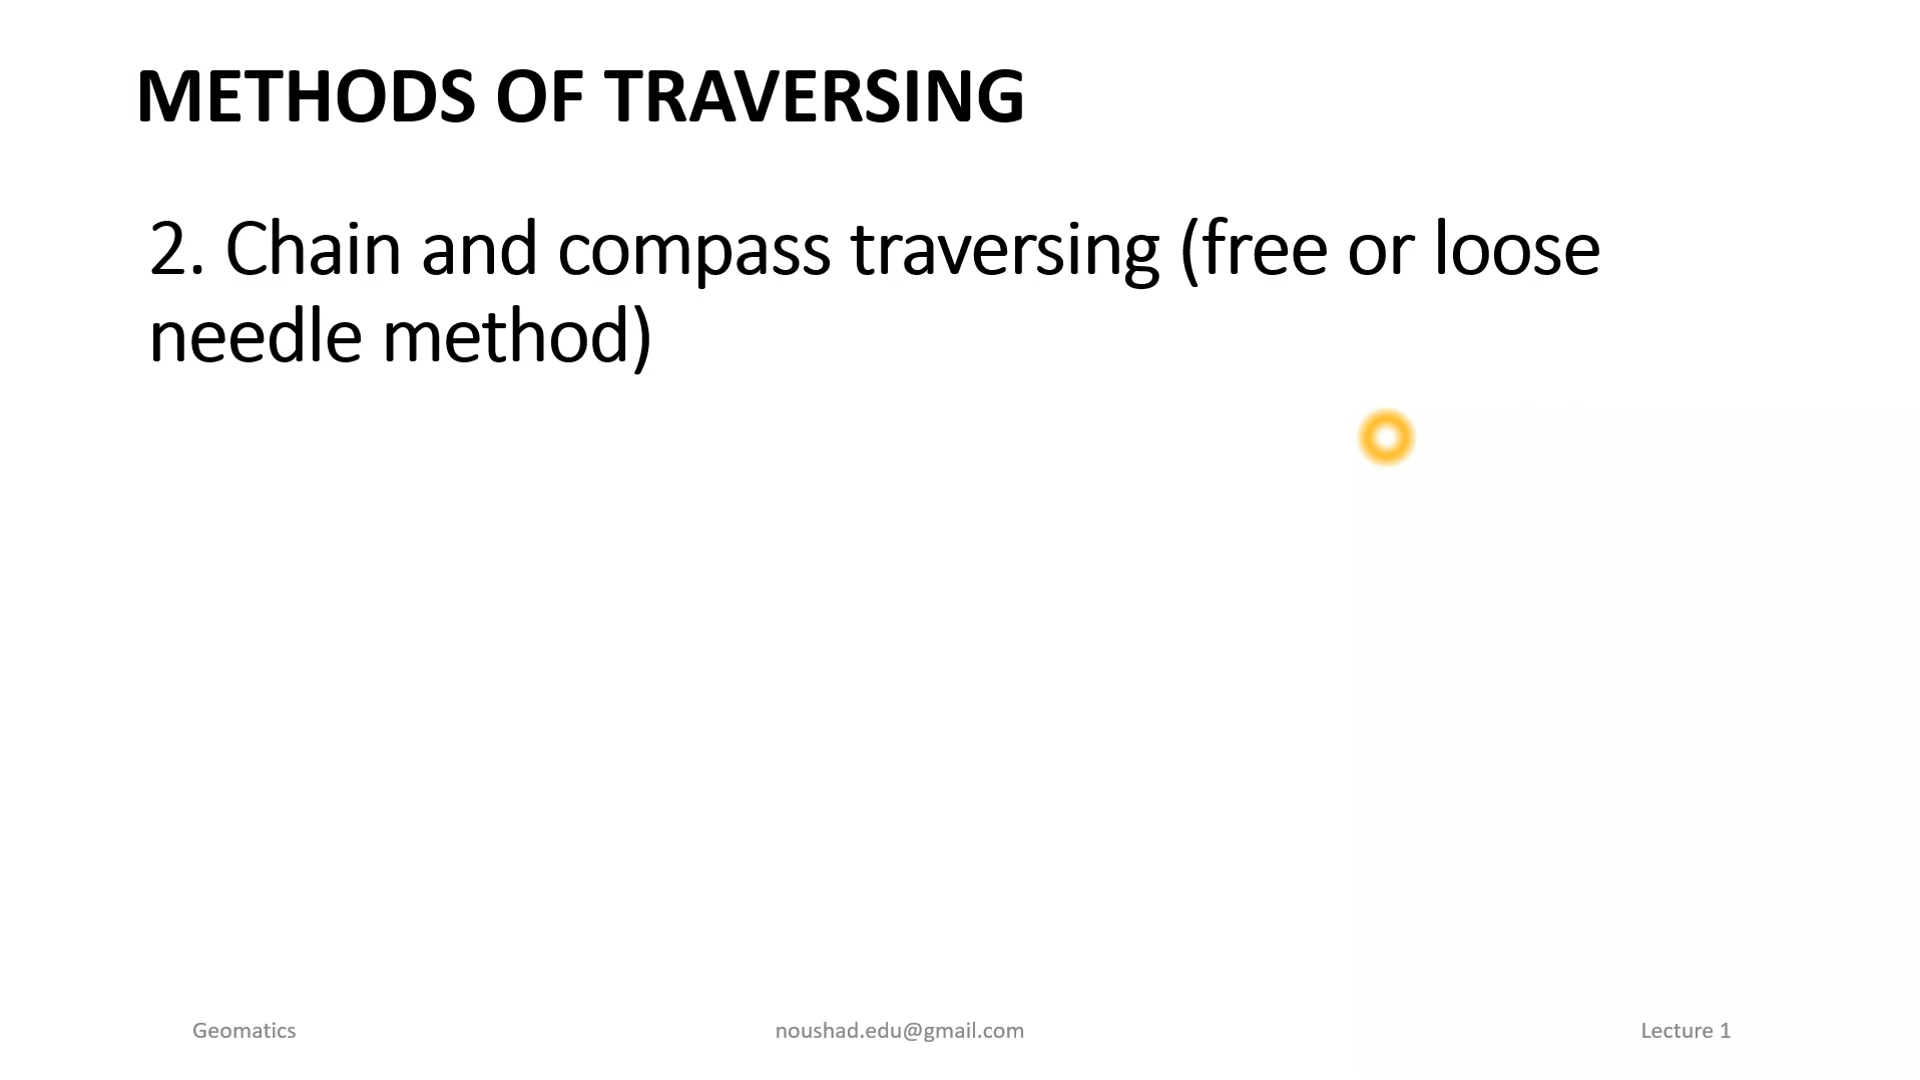 METHODS OF TRAVERSING
2. Chain and compass traversing (free or loose
needle method)
Geomatics
noushad.edu@gmail.com
Lecture 1